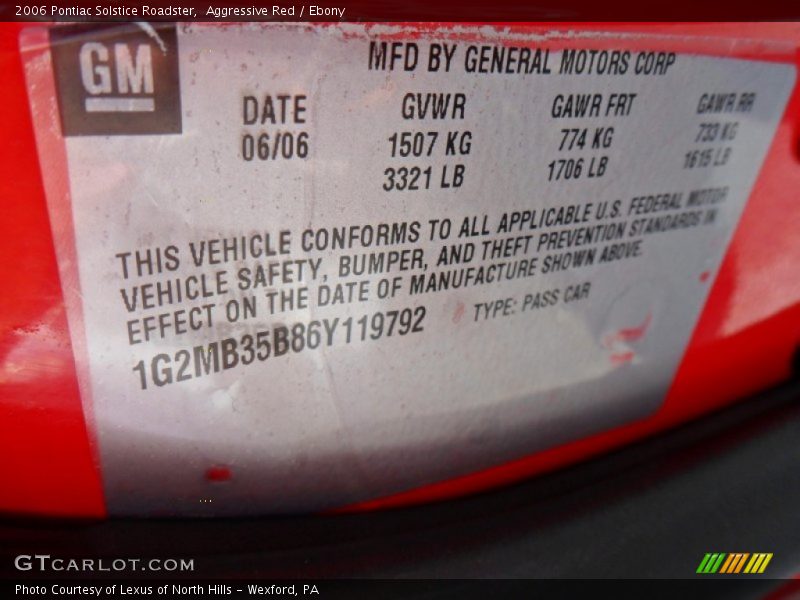 2006 Pontiac Solstice Roadster,  Aggressive Red / Ebony
GM
MFD BY GENERAL MOTORS CORP
DATE GVWR GAWR FRT GAWR RR
06/06 1507 KG 774 KG 733 KG
3321 LB 1706 LB 1615 LB
THIS VEHICLE CONFORMS TO ALL APPLICABLE U.S. FEDERAL MOTOR
VEHICLE SAFETY, BUMPER, AND THEFT PREVENTION STANDARDS IN
EFFECT ON THE DATE OF MANUFACTURE SHOWN ABOVE.
1G2MB35B86Y119792 TYPE: PASS CAR
GTCARLOT.COM
Photo Courtesy of Lexus of North Hills - Wexford, PA